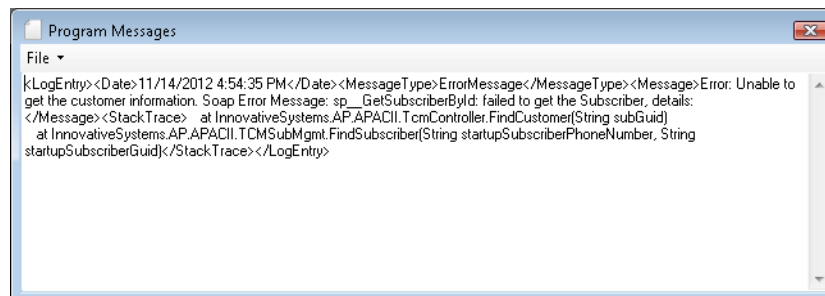 Program Messages
File
<LogEntry><Date>11/14/2012 4:54:35 PM</Date><MessageType>ErrorMessage</MessageType><Message>Error: Unable to
get the customer information. Soap Error Message: sp__GetSubscriberById: failed to get the Subscriber, details:
</Message><StackTrace>   at InnovativeSystems.AP.APACII.TcmController.FindCustomer(String subGuid)
   at InnovativeSystems.AP.APACII.TCMSubMgmt.FindSubscriber(String startupSubscriberPhoneNumber, String
startupSubscriberGuid)</StackTrace></LogEntry>